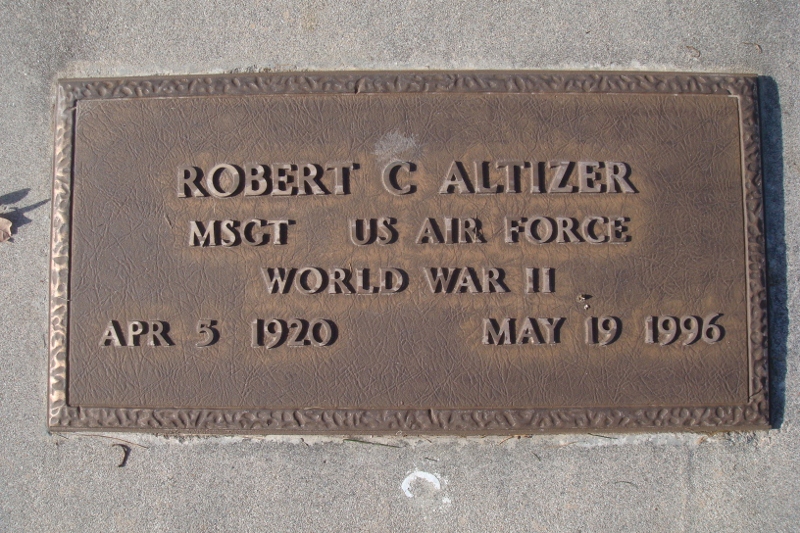 ROBERT C ALTIZER
MSGT US AIR FORCE
WORLD WAR II
APR 5 1920 MAY 19 1996